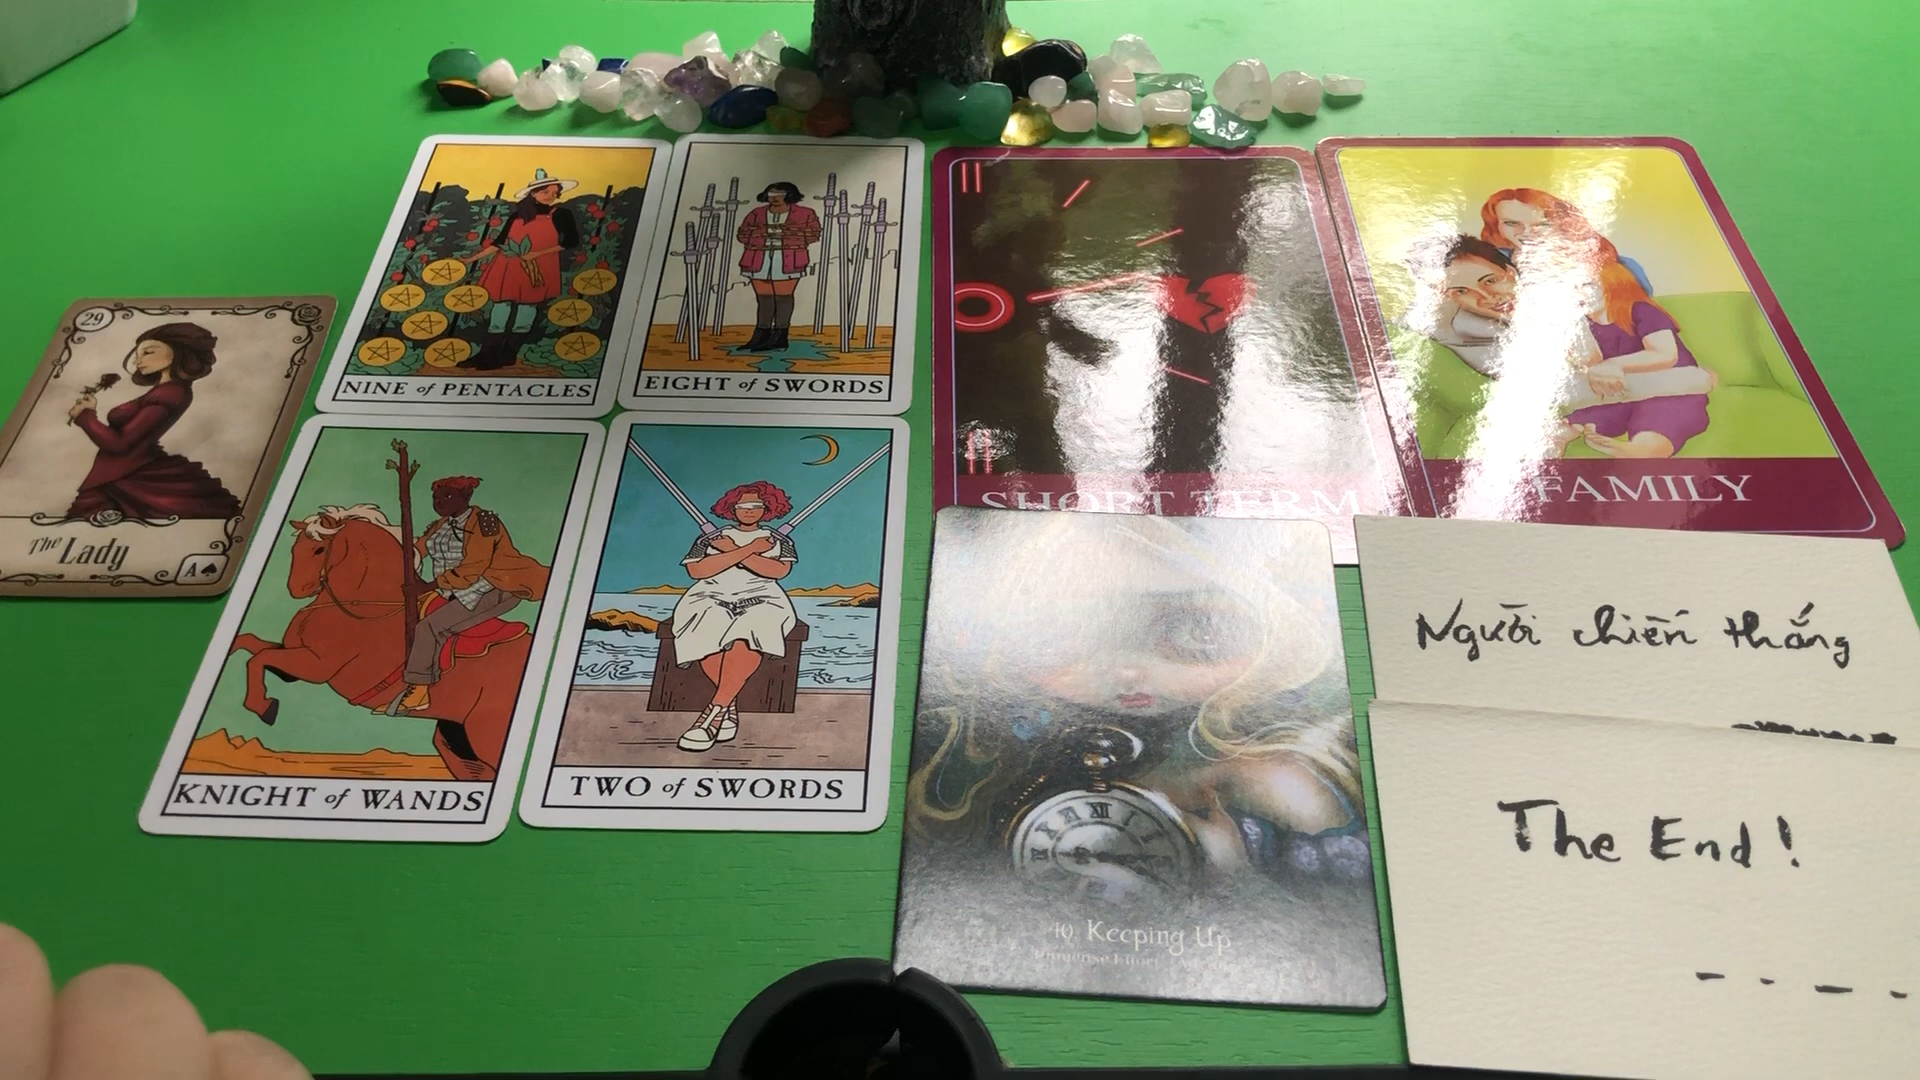 29
The Lady
A
NINE of PENTACLES
EIGHT of SWORDS
KNIGHT of WANDS
TWO of SWORDS
SHORT TERM
FAMILY
Người chiến thắng
The End !
Keeping Up